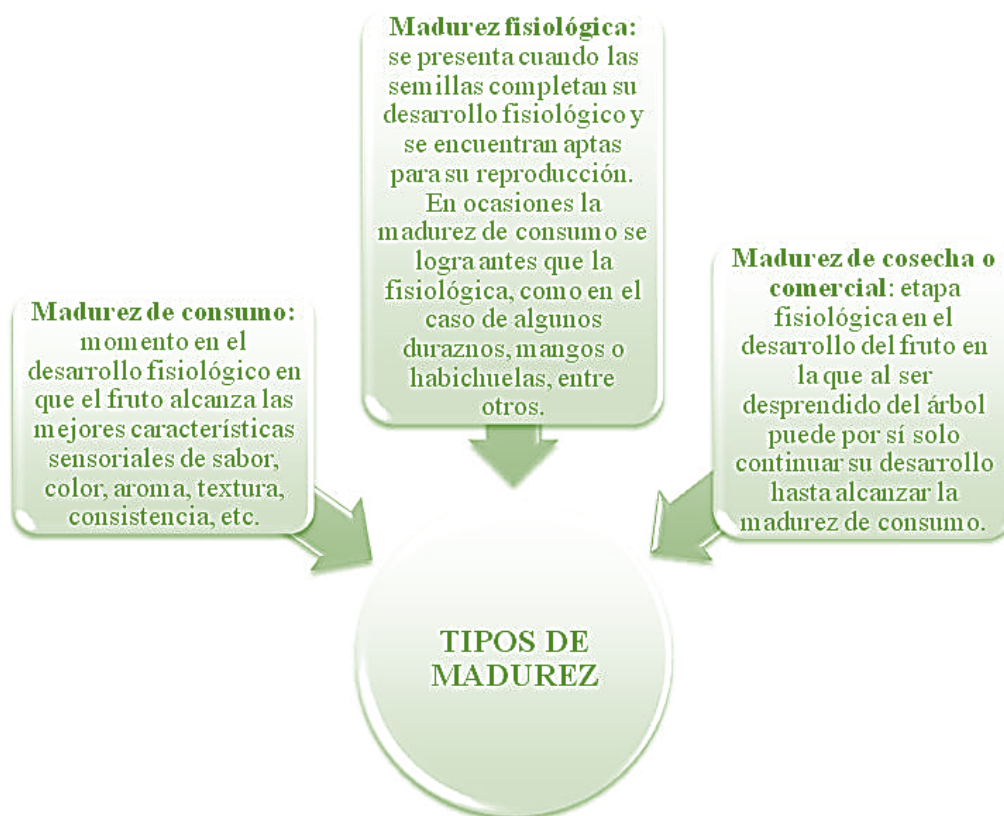 Madurez fisiológica:
se presenta cuando las
semillas completan su
desarrollo fisiológico y
se encuentran aptas
para su reproducción.
En ocasiones la
madurez de consumo se
logra antes que la
fisiológica, como en el
caso de algunos
duraznos, mangos o
habichuelas, entre
otros.
Madurez de consumo:
momento en el
desarrollo fisiológico en
que el fruto alcanza las
mejores características
sensoriales de sabor,
color, aroma, textura,
consistencia, etc.
Madurez de cosecha o
comercial: etapa
fisiológica en el
desarrollo del fruto en
la que al ser
desprendido del árbol
puede por sí solo
continuar su desarrollo
hasta alcanzar la
madurez de consumo.
TIPOS DE
MADUREZ